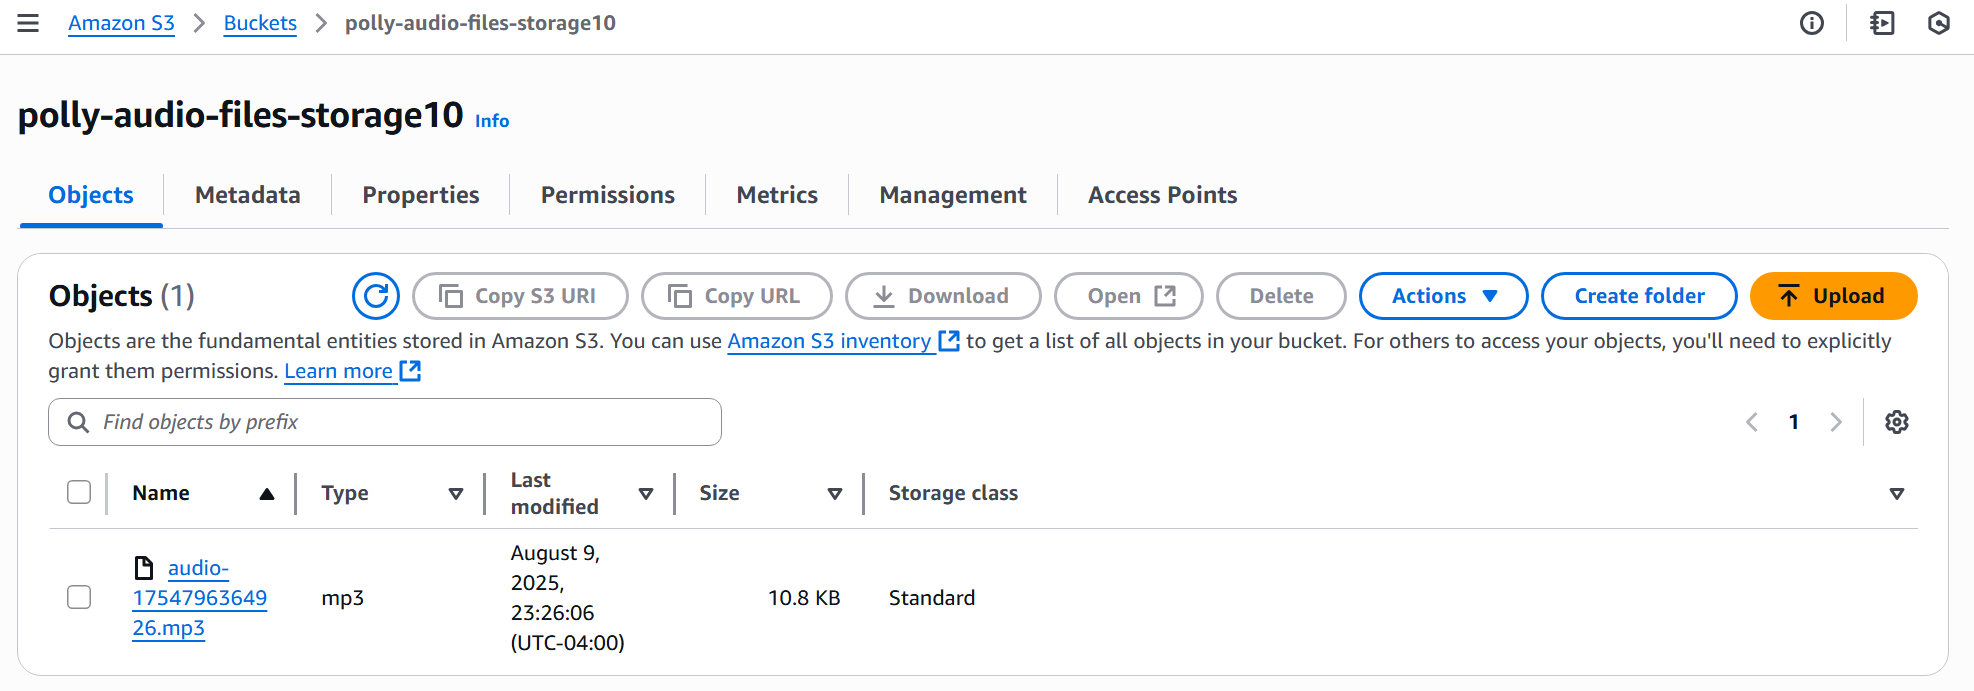 Amazon S3 > Buckets > polly-audio-files-storage10
polly-audio-files-storage10 Info
Objects Metadata Properties Permissions Metrics Management Access Points
Objects (1) Copy S3 URI Copy URL Download Open Delete Actions Create folder Upload
Objects are the fundamental entities stored in Amazon S3. You can use Amazon S3 inventory to get a list of all objects in your bucket. For others to access your objects, you'll need to explicitly
grant them permissions. Learn more
Find objects by prefix 1
Name Type Last modified Size Storage class
audio-
17547963649
26.mp3
mp3
August 9,
2025,
23:26:06
(UTC-04:00)
10.8 KB
Standard